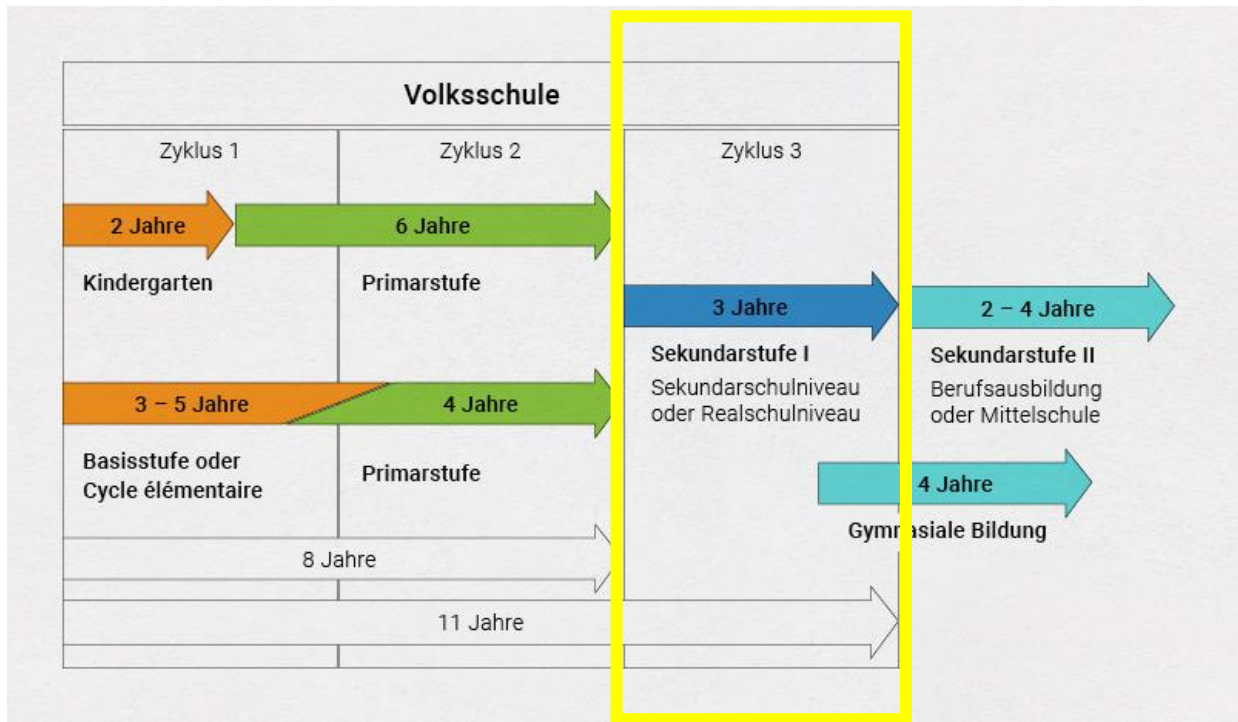 Volksschule
Zyklus 1
Zyklus 2
Zyklus 3
2 Jahre
6 Jahre
Kindergarten
Primarstufe
3 Jahre
2 – 4 Jahre
Sekundarstufe I
Sekundarschulniveau
oder Realschulniveau
Sekundarstufe II
Berufsausbildung
oder Mittelschule
3 – 5 Jahre
4 Jahre
Basisstufe oder
Cycle élémentaire
Primarstufe
4 Jahre
Gymnasiale Bildung
8 Jahre
11 Jahre